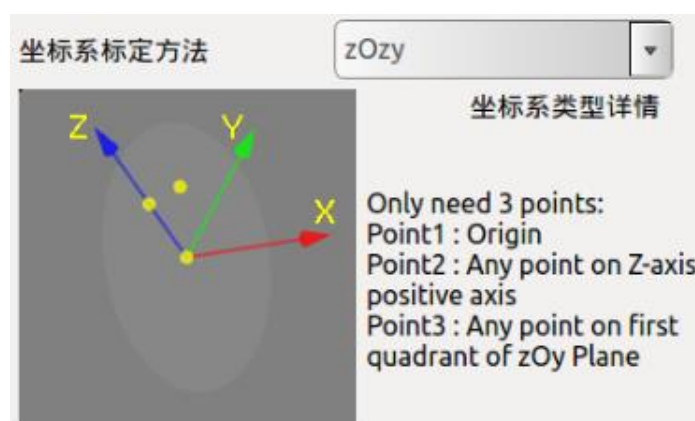 坐标系标定方法
zOzy
坐标系类型详情
Z
Y
X
Only need 3 points:
Point1 : Origin
Point2 : Any point on Z-axis
positive axis
Point3 : Any point on first
quadrant of zOy Plane